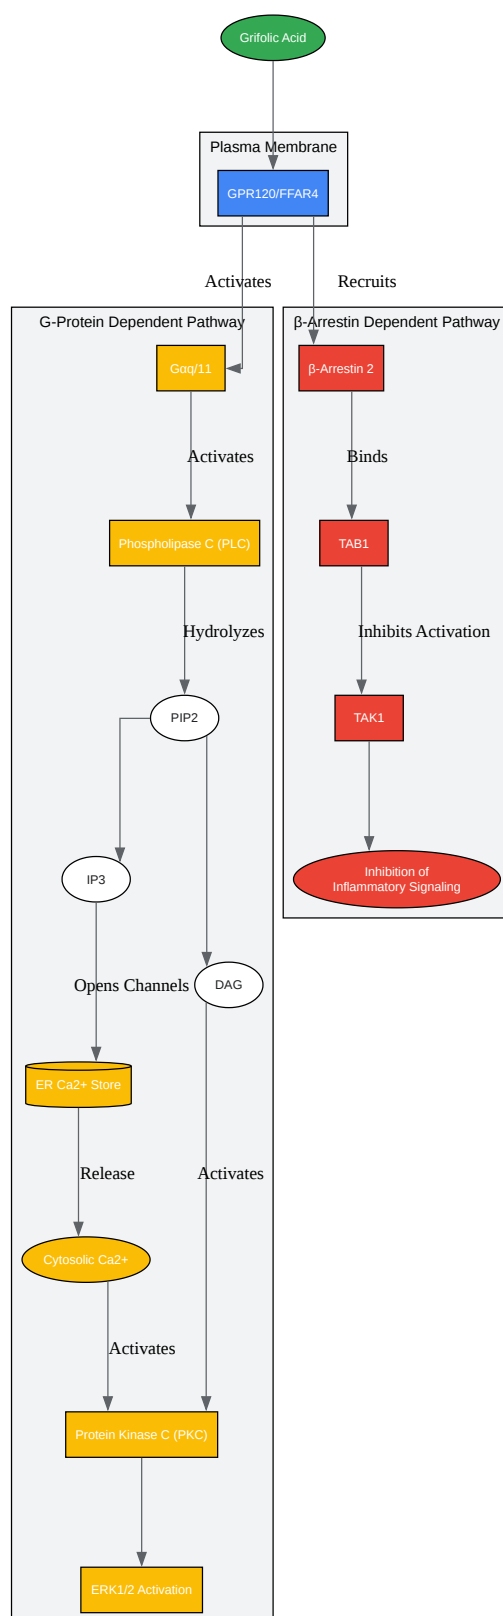 Grifolic Acid
Plasma Membrane
GPR120/FFAR4
Activates
Recruits
G-Protein Dependent Pathway
β-Arrestin Dependent Pathway
Gαq/11
β-Arrestin 2
Activates
Binds
Phospholipase C (PLC)
TAB1
Hydrolyzes
Inhibits Activation
PIP2
TAK1
IP3
Inhibition of
Inflammatory Signaling
Opens Channels
DAG
ER Ca2+ Store
Release
Activates
Cytosolic Ca2+
Activates
Protein Kinase C (PKC)
ERK1/2 Activation